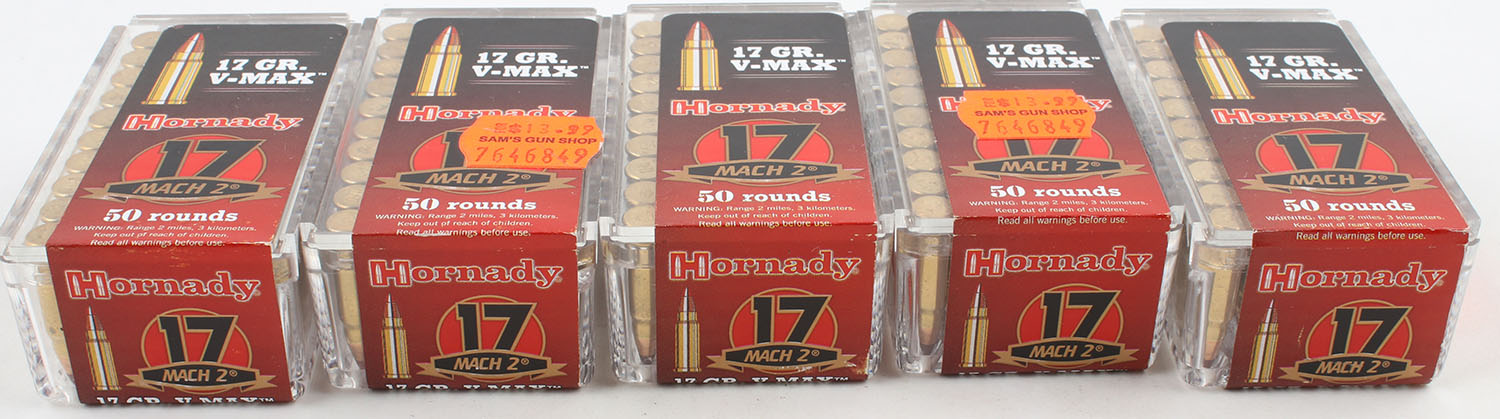 17 GR.
V-MAX™
Hornady
17
MACH 2®
50 rounds
WARNING: Range 2 miles, 3 kilometers.
Keep out of reach of children.
Read all warnings before use.
Hornady
17
MACH 2®
17 GR. V-MAX™
17 GR.
V-MAX™
Hornady
E$13.99
SAM'S GUN SHOP
7646849
MACH 2®
50 rounds
WARNING: Range 2 miles, 3 kilometers.
Keep out of reach of children.
Read all warnings before use.
Hornady
17
MACH 2®
17 GR. V-MAX™
17 GR.
V-MAX™
Hornady
17
MACH 2®
50 rounds
WARNING: Range 2 miles, 3 kilometers.
Keep out of reach of children.
Read all warnings before use.
Hornady
17
MACH 2®
17 GR. V-MAX™
17 GR.
V-MAX™
E$13.99
SAM'S GUN SHOP
7646849
MACH 2®
50 rounds
WARNING: Range 2 miles, 3 kilometers.
Keep out of reach of children.
Read all warnings before use.
Hornady
17
MACH 2®
17 GR.
V-MAX™
Hornady
17
MACH 2®
50 rounds
WARNING: Range 2 miles, 3 kilometers.
Keep out of reach of children.
Read all warnings before use.
Hornady
17
MACH 2®